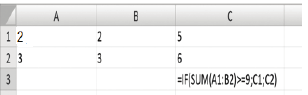 A B C
1 2 2 5
2 3 3 6
3 =IF(SUM(A1:B2)>=9;C1;C2)